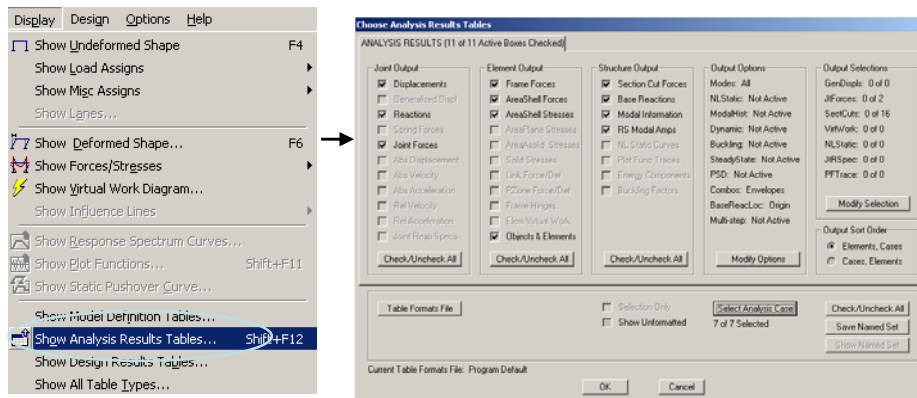 Display Design Options Help
Show Undeformed Shape F4
Show Load Assigns
Show Misc Assigns
Show Lanes...
Show Deformed Shape... F6
Show Forces/Stresses
Show Virtual Work Diagram...
Show Influence Lines
Show Response Spectrum Curves...
Show Plot Functions... Shift+F11
Show Static Pushover Curve...
Show Model Definition Tables...
Show Analysis Results Tables... Shift+F12
Show Design Results Tables...
Show All Table Types...
Choose Analysis Results Tables
ANALYSIS RESULTS (11 of 11 Active Boxes Checked)
Joint Output
Displacements
Generalized Displ
Reactions
Spring Forces
Joint Forces
Abs Displacement
Abs Velocity
Abs Acceleration
Rel Velocity
Rel Acceleration
Joint Resp Specs
Check/Uncheck All
Element Output
Frame Forces
AreaShell Forces
AreaShell Stresses
AreaPlane Stresses
AreaAsolid Stresses
Solid Stresses
Link Force/Def
PZone Force/Def
Frame Hinges
Elem Virtual Work
Objects & Elements
Check/Uncheck All
Structure Output
Section Cut Forces
Base Reactions
Modal Information
RS Modal Amps
NL Static Curves
Plot Func Traces
Energy Components
Buckling Factors
Check/Uncheck All
Output Options
Modes: All
NLStatic: Not Active
ModalHist: Not Active
Dynamic: Not Active
Buckling: Not Active
SteadyState: Not Active
PSD: Not Active
Combos: Envelopes
BaseReacLoc: Origin
Multi-step: Not Active
Modify Options
Output Selections
GenDispls: 0 of 0
JtForces: 0 of 2
SectCuts: 0 of 16
VirtWork: 0 of 0
NLStatic: 0 of 0
JtRSpec: 0 of 0
PFTrace: 0 of 0
Modify Selection
Output Sort Order
Elements, Cases
Cases, Elements
Table Formats File
Selection Only
Show Unformatted
Select Analysis Case
7 of 7 Selected
Check/Uncheck All
Save Named Set
Show Named Set
Current Table Formats File: Program Default
OK Cancel